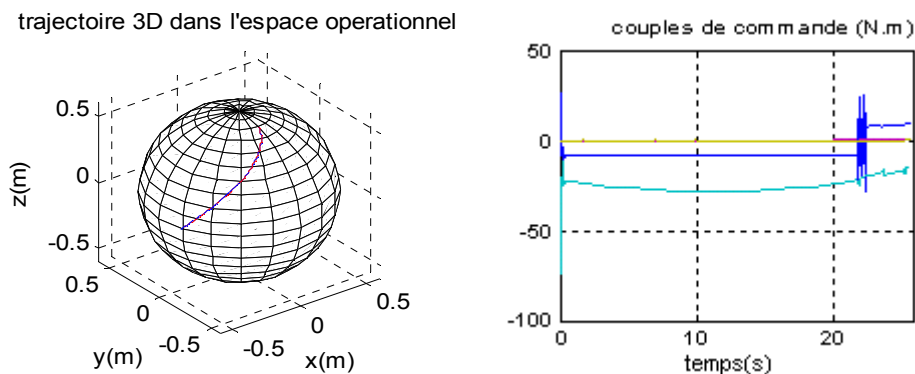 trajectoire 3D dans l'espace operationnel
0.5
0
-0.5
z(m)
0.5
0
-0.5
y(m)
-0.5
0
0.5
x(m)
couples de commande (N.m)
50
0
-50
-100
0
10
20
temps(s)